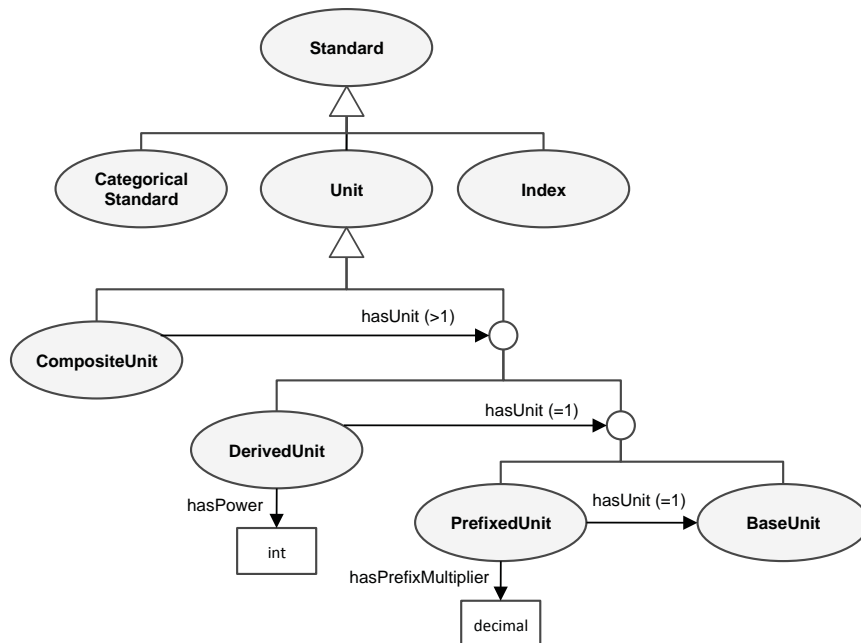 Standard
Categorical
Standard
Unit
Index
hasUnit (>1)
CompositeUnit
hasUnit (=1)
DerivedUnit
hasPower
hasUnit (=1)
PrefixedUnit
BaseUnit
int
hasPrefixMultiplier
decimal